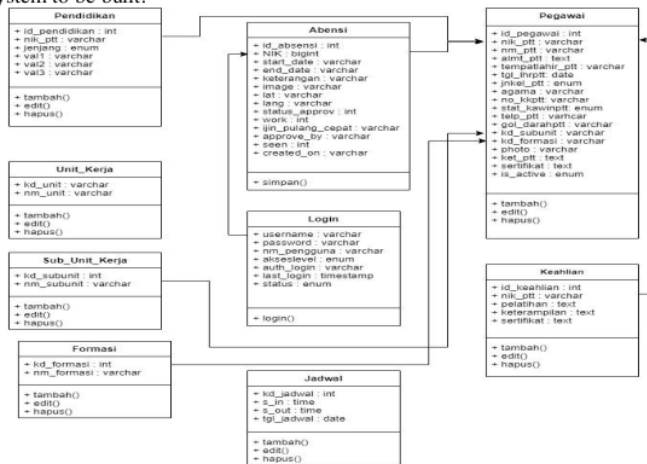 ystem to be built:
Pendidikan
+ id_pendidikan : int
+ nik_ptt : varchar
+ jenjang : enum
+ val1 : varchar
+ val2 : varchar
+ val3 : varchar
+ tambah()
+ edit()
+ hapus()
Unit_Kerja
+ kd_unit : varchar
+ nm_unit : varchar
+ tambah()
+ edit()
+ hapus()
Sub_Unit_Kerja
+ kd_subunit : int
+ nm_subunit : varchar
+ tambah()
+ edit()
+ hapus()
Formasi
+ kd_formasi : int
+ nm_formasi : varchar
+ tambah()
+ edit()
+ hapus()
Abensi
+ id_absensi : int
+ NIK : bigint
+ start_date : varchar
+ end_date : varchar
+ keterangan : varchar
+ image : varchar
+ lat : varchar
+ lang : varchar
+ status_approv : int
+ work : int
+ ijin_pulang_cepat : varchar
+ approve_by : varchar
+ seen : int
+ created_on : varchar
+ simpan()
Login
+ username : varchar
+ password : varchar
+ nm_pengguna : varchar
+ akseslevel : enum
+ auth_login : varchar
+ last_login : timestamp
+ status : enum
+ login()
Jadwal
+ kd_jadwal : int
+ s_in : time
+ s_out : time
+ tgl_jadwal : date
+ tambah()
+ edit()
+ hapus()
Pegawai
+ id_pegawai : int
+ nik_ptt : varchar
+ nm_ptt : varchar
+ almt_ptt : text
+ tempatlahir_ptt : varchar
+ tgl_lhrptt: date
+ jnkel_ptt : enum
+ agama : varchar
+ no_kkptt: varchar
+ stat_kawinptt: enum
+ telp_ptt : varhcar
+ gol_darahptt : varchar
+ kd_subunit : varchar
+ kd_formasi : varchar
+ photo : varchar
+ ket_ptt : text
+ sertifikat : text
+ is_active : enum
+ tambah()
+ edit()
+ hapus()
Keahlian
+ id_keahlian : int
+ nik_ptt : varchar
+ pelatihan : text
+ keterampilan : text
+ sertifikat : text
+ tambah()
+ edit()
+ hapus()